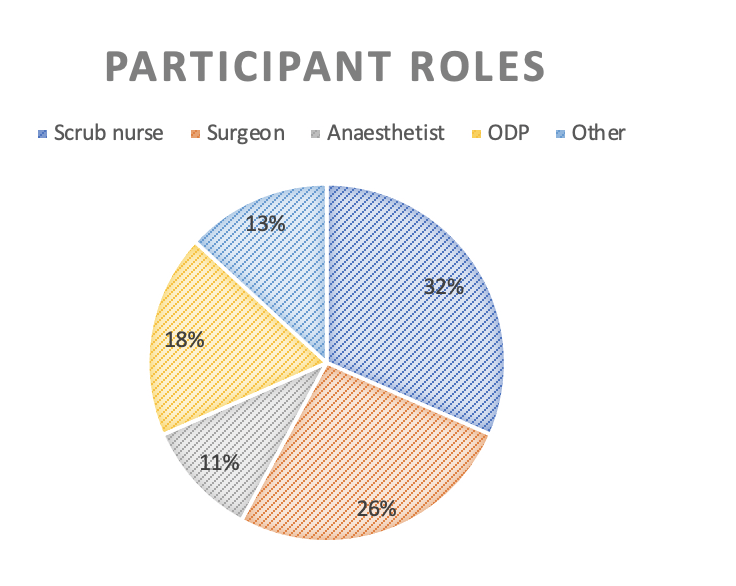 PARTICIPANT ROLES
Scrub nurse Surgeon Anaesthetist ODP Other
13%
32%
18%
11%
26%